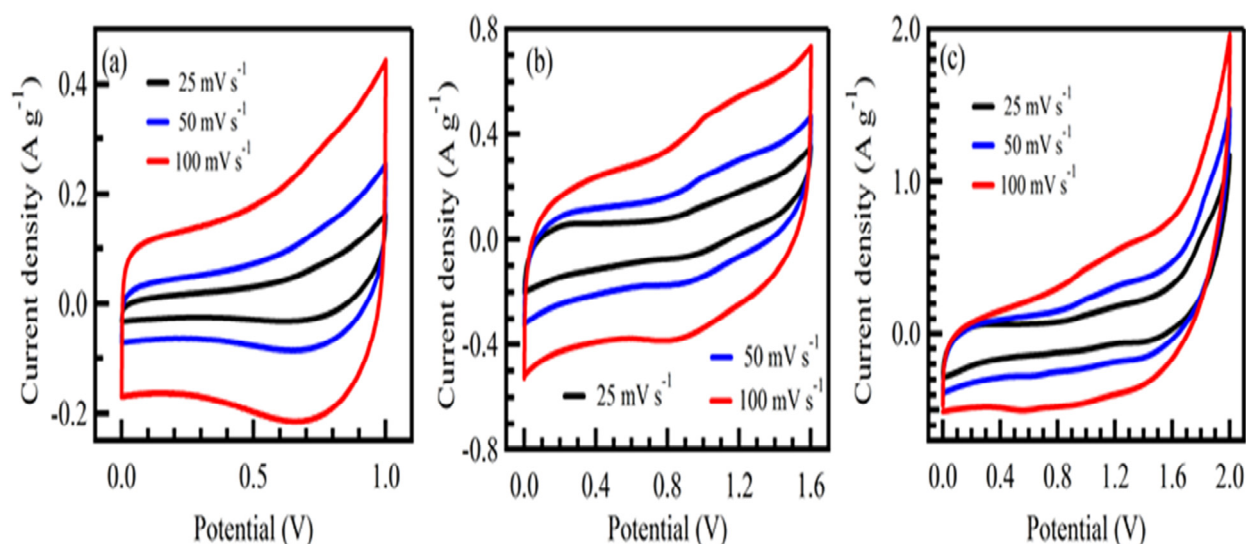 (a)
25 mV s⁻¹
50 mV s⁻¹
100 mV s⁻¹
0.4
0.2
0.0
-0.2
Current density (A g⁻¹)
0.0 0.5 1.0
Potential (V)
(b)
0.8
0.4
0.0
-0.4
-0.8
Current density (A g⁻¹)
50 mV s⁻¹
25 mV s⁻¹
100 mV s⁻¹
0.0 0.4 0.8 1.2 1.6
Potential (V)
(c)
25 mV s⁻¹
50 mV s⁻¹
100 mV s⁻¹
2.0
1.0
0.0
Current density (A g⁻¹)
0.0 0.4 0.8 1.2 1.6 2.0
Potential (V)